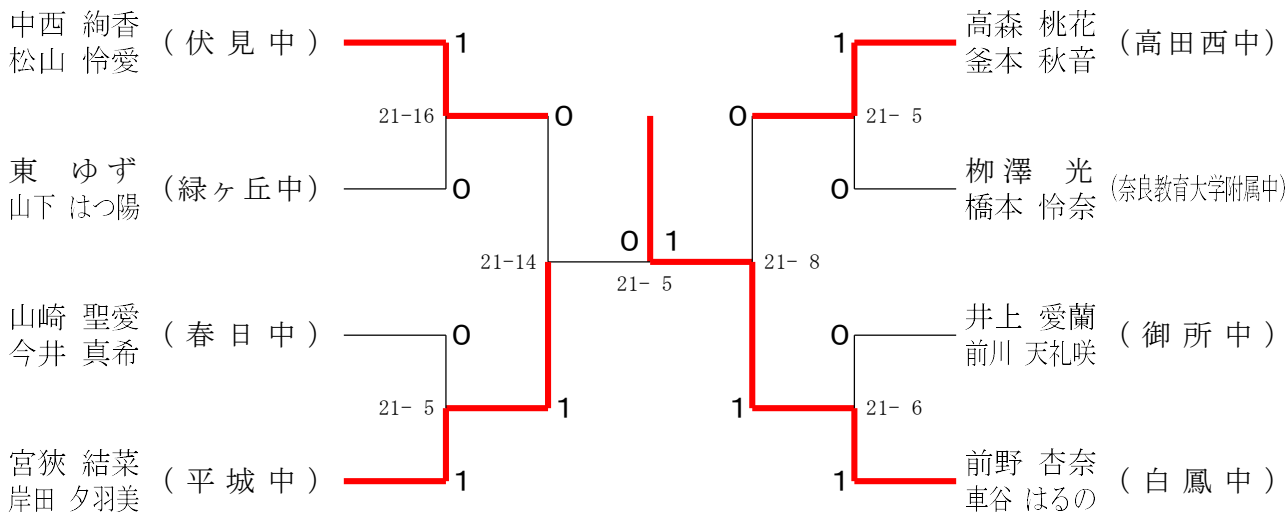 中西 絢香
松山 怜愛
(伏見中)
1
21-16
0
東 ゆず
山下 はつ陽
(緑ヶ丘中)
0
21-14
山崎 聖愛
今井 真希
(春日中)
0
21- 5
1
宮狹 結菜
岸田 夕羽美
(平城中)
1
0 1
21- 5
高森 桃花
釜本 秋音
(高田西中)
1
0
21- 5
栁澤 光
橋本 怜奈
(奈良教育大学附属中)
0
21- 8
井上 愛蘭
前川 天礼咲
(御所中)
0
1
21- 6
前野 杏奈
車谷 はるの
(白鳳中)
1